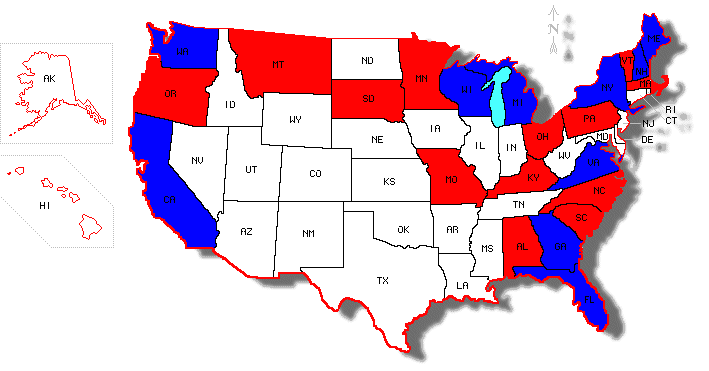 N
N
WA
ME
MT
ND
MN
VT
NH
AK
OR
SD
WI
NY
MA
ID
MI
RI
WY
CT
PA
NJ
IA
OH
MD
DE
NE
NV
IL
IN
WV
UT
VA
CO
KS
MO
KY
CA
NC
HI
TN
AZ
NM
OK
AR
SC
MS
AL
GA
TX
LA
FL